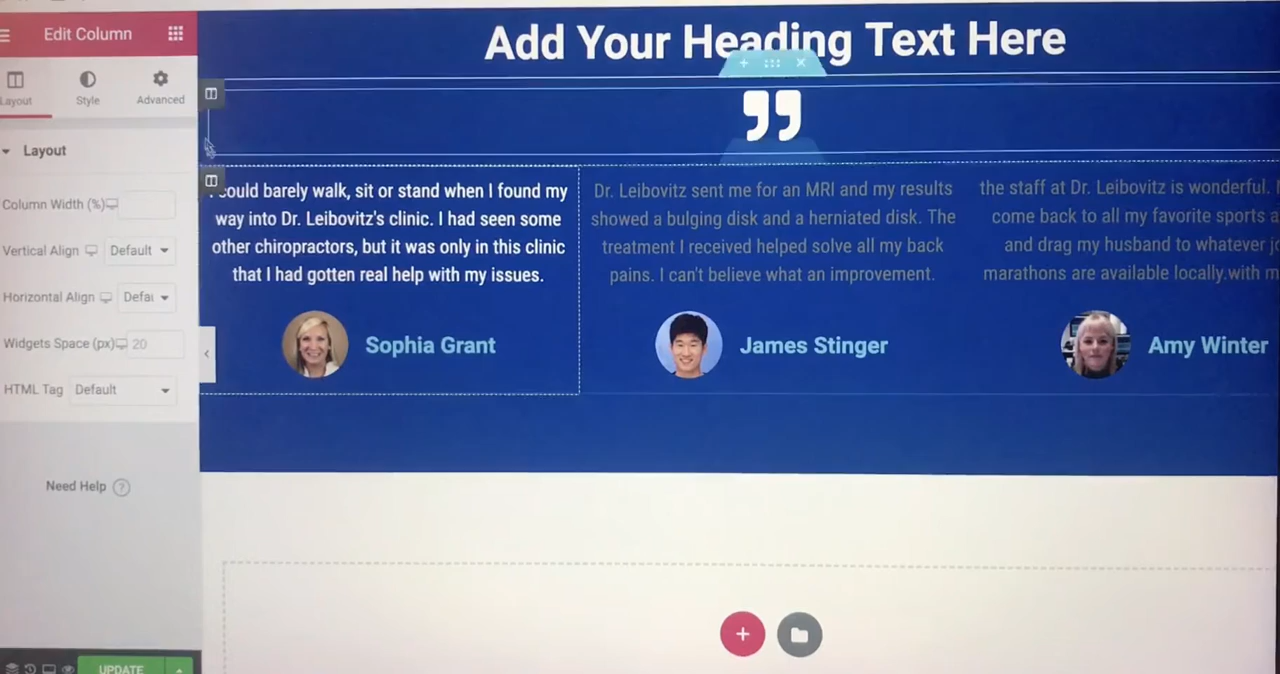 Edit Column
Layout
Style
Advanced
Layout
Column Width (%)
Vertical Align
Default
Horizontal Align
Widgets Space (px)
20
HTML Tag
Default
Need Help ?
UPDATE
Add Your Heading Text Here
could barely walk, sit or stand when I found my
way into Dr. Leibovitz's clinic. I had seen some
other chiropractors, but it was only in this clinic
that I had gotten real help with my issues.
Sophia Grant
Dr. Leibovitz sent me for an MRI and my results
showed a bulging disk and a herniated disk. The
treatment I received helped solve all my back
pains. I can't believe what an improvement.
James Stinger
the staff at Dr. Leibovitz is wonderful.
come back to all my favorite sports
and drag my husband to whatever
marathons are available locally.with
Amy Winter